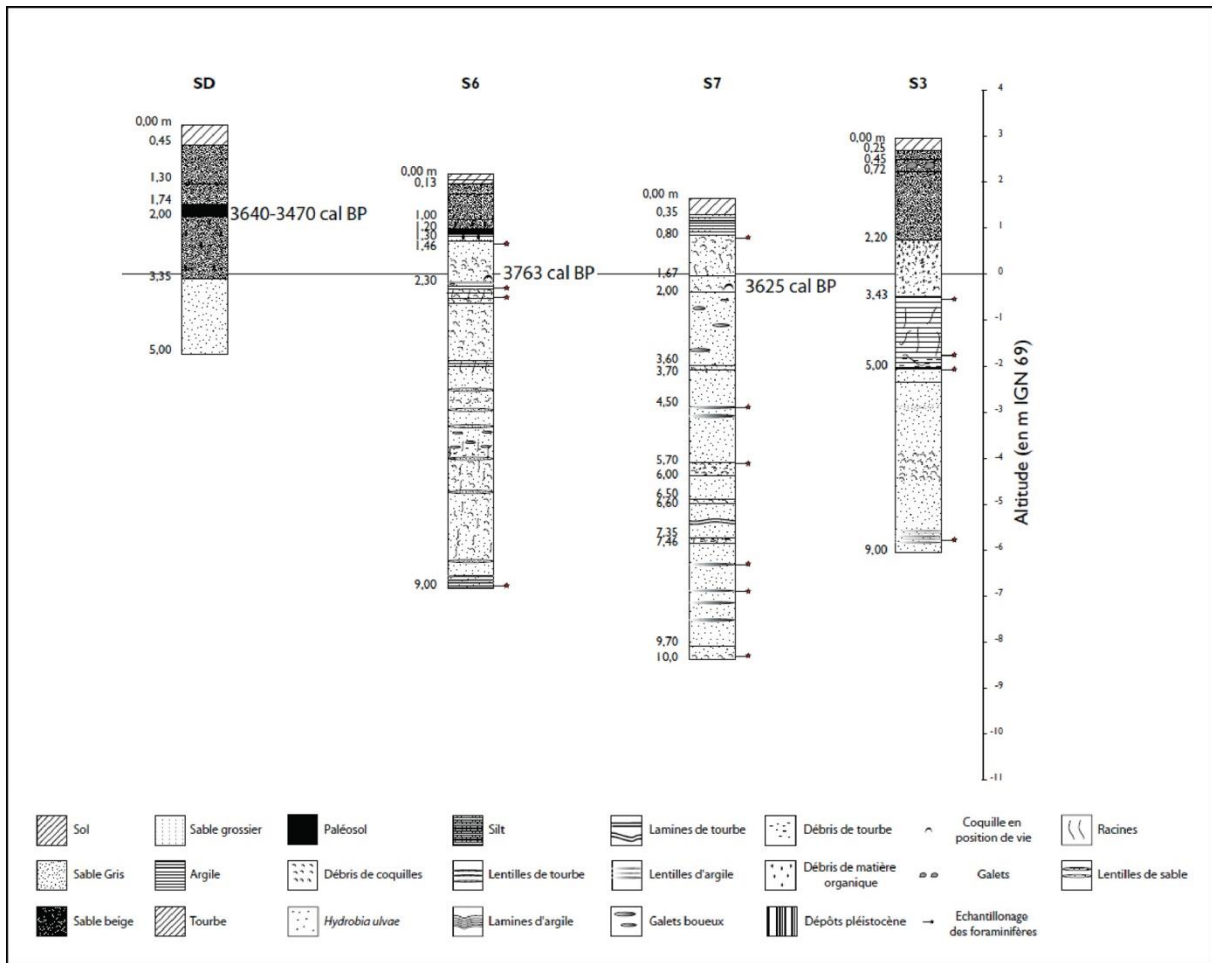 SD
S6
S7
S3
0,00 m
0,45
1,30
1,74
2,00
3640-3470 cal BP
3,35
5,00
0,00 m
0,13
1,00
1,20
1,30
1,46
3763 cal BP
2,30
9,00
0,00 m
0,35
0,80
1,67
3625 cal BP
2,00
3,60
3,70
4,50
5,70
6,00
6,50
6,60
7,35
7,46
9,70
10,0
0,00 m
0,25
0,45
0,72
2,20
3,43
5,00
9,00
4
3
2
1
0
-1
-2
-3
-4
-5
-6
-7
-8
-9
-10
-11
Altitude (en m IGN 69)
Sol
Sable grossier
Paléosol
Silt
Lamines de tourbe
Débris de tourbe
Coquille en
position de vie
Racines
Sable Gris
Argile
Débris de coquilles
Lentilles de tourbe
Lentilles d'argile
Débris de matière
organique
Galets
Lentilles de sable
Sable beige
Tourbe
Hydrobia ulvae
Lamines d'argile
Galets boueux
Dépôts pléistocène
Echantillonage
des foraminifères